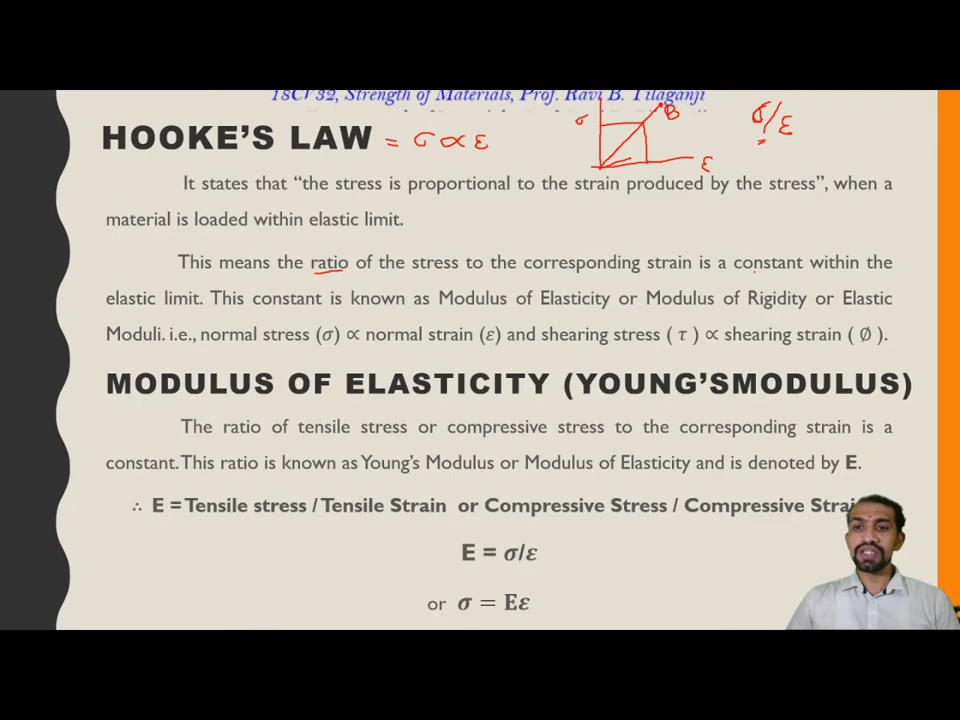 18CV32, Strength of Materials, Prof. Ravi B. Tilaganji
HOOKE'S LAW = σ ∝ ε
σ B ε
σ/ε
It states that “the stress is proportional to the strain produced by the stress”, when a
material is loaded within elastic limit.
This means the ratio of the stress to the corresponding strain is a constant within the
elastic limit. This constant is known as Modulus of Elasticity or Modulus of Rigidity or Elastic
Moduli. i.e., normal stress (σ) ∝ normal strain (ε) and shearing stress ( τ ) ∝ shearing strain ( ∅ ).
MODULUS OF ELASTICITY (YOUNG'SMODULUS)
The ratio of tensile stress or compressive stress to the corresponding strain is a
constant. This ratio is known as Young's Modulus or Modulus of Elasticity and is denoted by E.
∴ E = Tensile stress / Tensile Strain or Compressive Stress / Compressive Strai
E = σ/ε
or σ = Eε